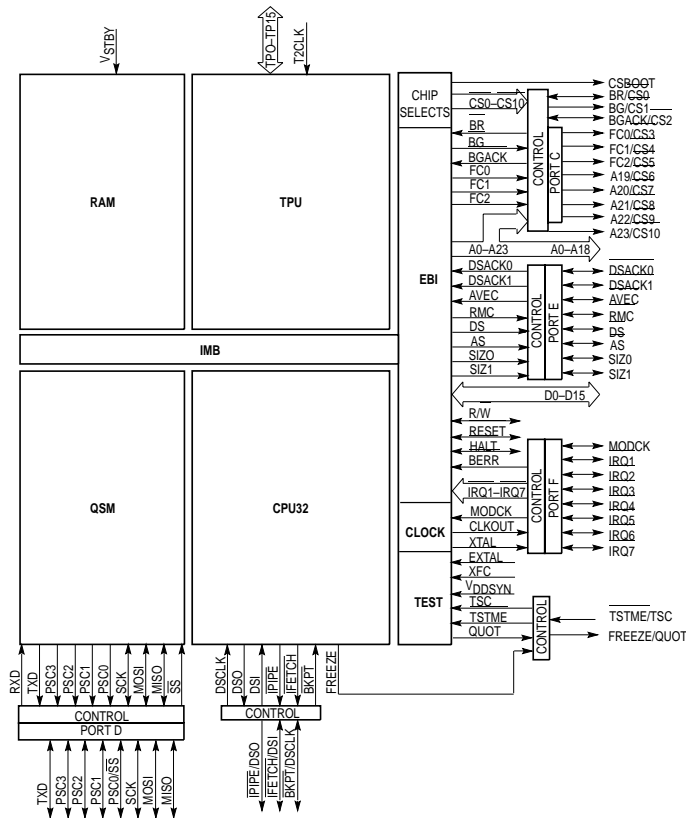 VSTBY
TPO–TP15
T2CLK
RAM
TPU
CHIP
SELECTS
CS0–CS10
BR
BG
BGACK
FC0
FC1
FC2
A0–A23
A0–A18
CONTROL
PORT C
CSBOOT
BR/CS0
BG/CS1
BGACK/CS2
FC0/CS3
FC1/CS4
FC2/CS5
A19/CS6
A20/CS7
A21/CS8
A22/CS9
A23/CS10
EBI
DSACK0
DSACK1
AVEC
RMC
DS
AS
SIZO
SIZ1
CONTROL
PORT E
DSACK0
DSACK1
AVEC
RMC
DS
AS
SIZ0
SIZ1
IMB
D0–D15
R/W
RESET
HALT
BERR
IRQ1–IRQ7
QSM
CPU32
CLOCK
MODCK
CLKOUT
XTAL
EXTAL
XFC
VDDSYN
CONTROL
PORT F
MODCK
IRQ1
IRQ2
IRQ3
IRQ4
IRQ5
IRQ6
IRQ7
TEST
TSC
TSTME
QUOT
CONTROL
TSTME/TSC
FREEZE/QUOT
RXD
TXD
PSC3
PSC2
PSC1
PSC0
SCK
MOSI
MISO
SS
DSCLK
DSO
DSI
IPIPE
IFETCH
BKPT
FREEZE
CONTROL
PORT D
CONTROL
TXD
PSC3
PSC2
PSC1
PSC0/SS
SCK
MOSI
MISO
IPIPE/DSO
IFETCH/DSI
BKPT/DSCLK